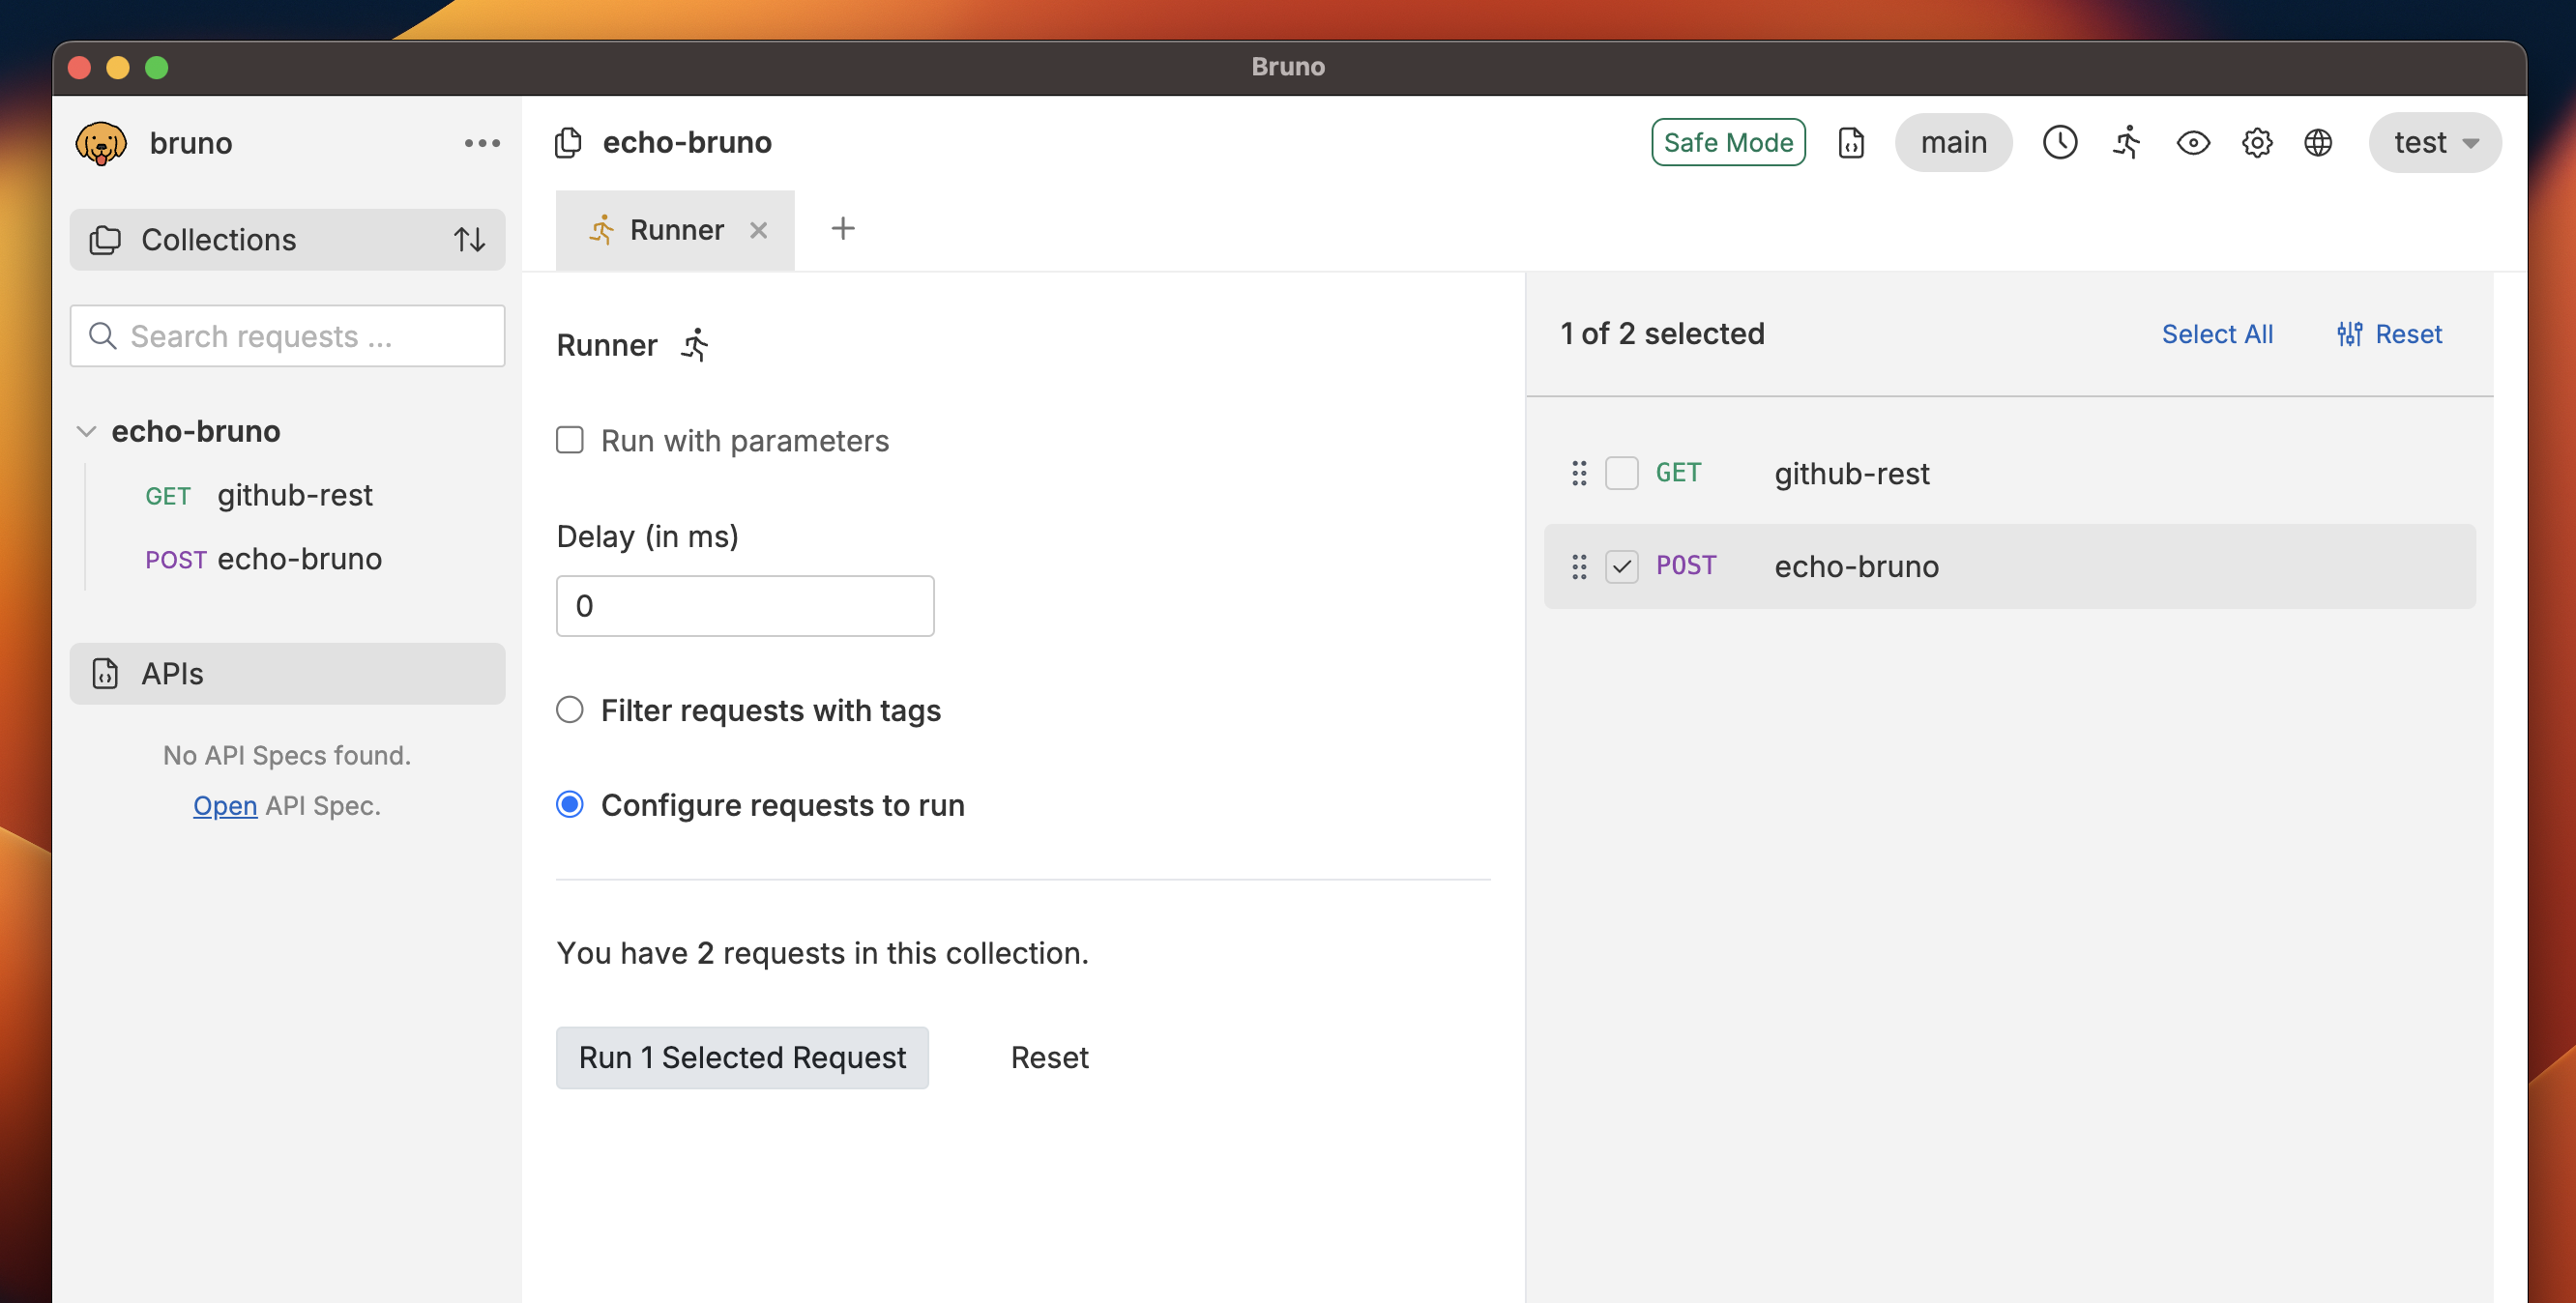 Bruno
bruno
Collections
Search requests ...
echo-bruno
GET github-rest
POST echo-bruno
APIs
No API Specs found.
Open API Spec.
echo-bruno
Safe Mode
main
test
Runner
Runner
Run with parameters
Delay (in ms)
0
Filter requests with tags
Configure requests to run
You have 2 requests in this collection.
Run 1 Selected Request
Reset
1 of 2 selected
Select All
Reset
GET github-rest
POST echo-bruno